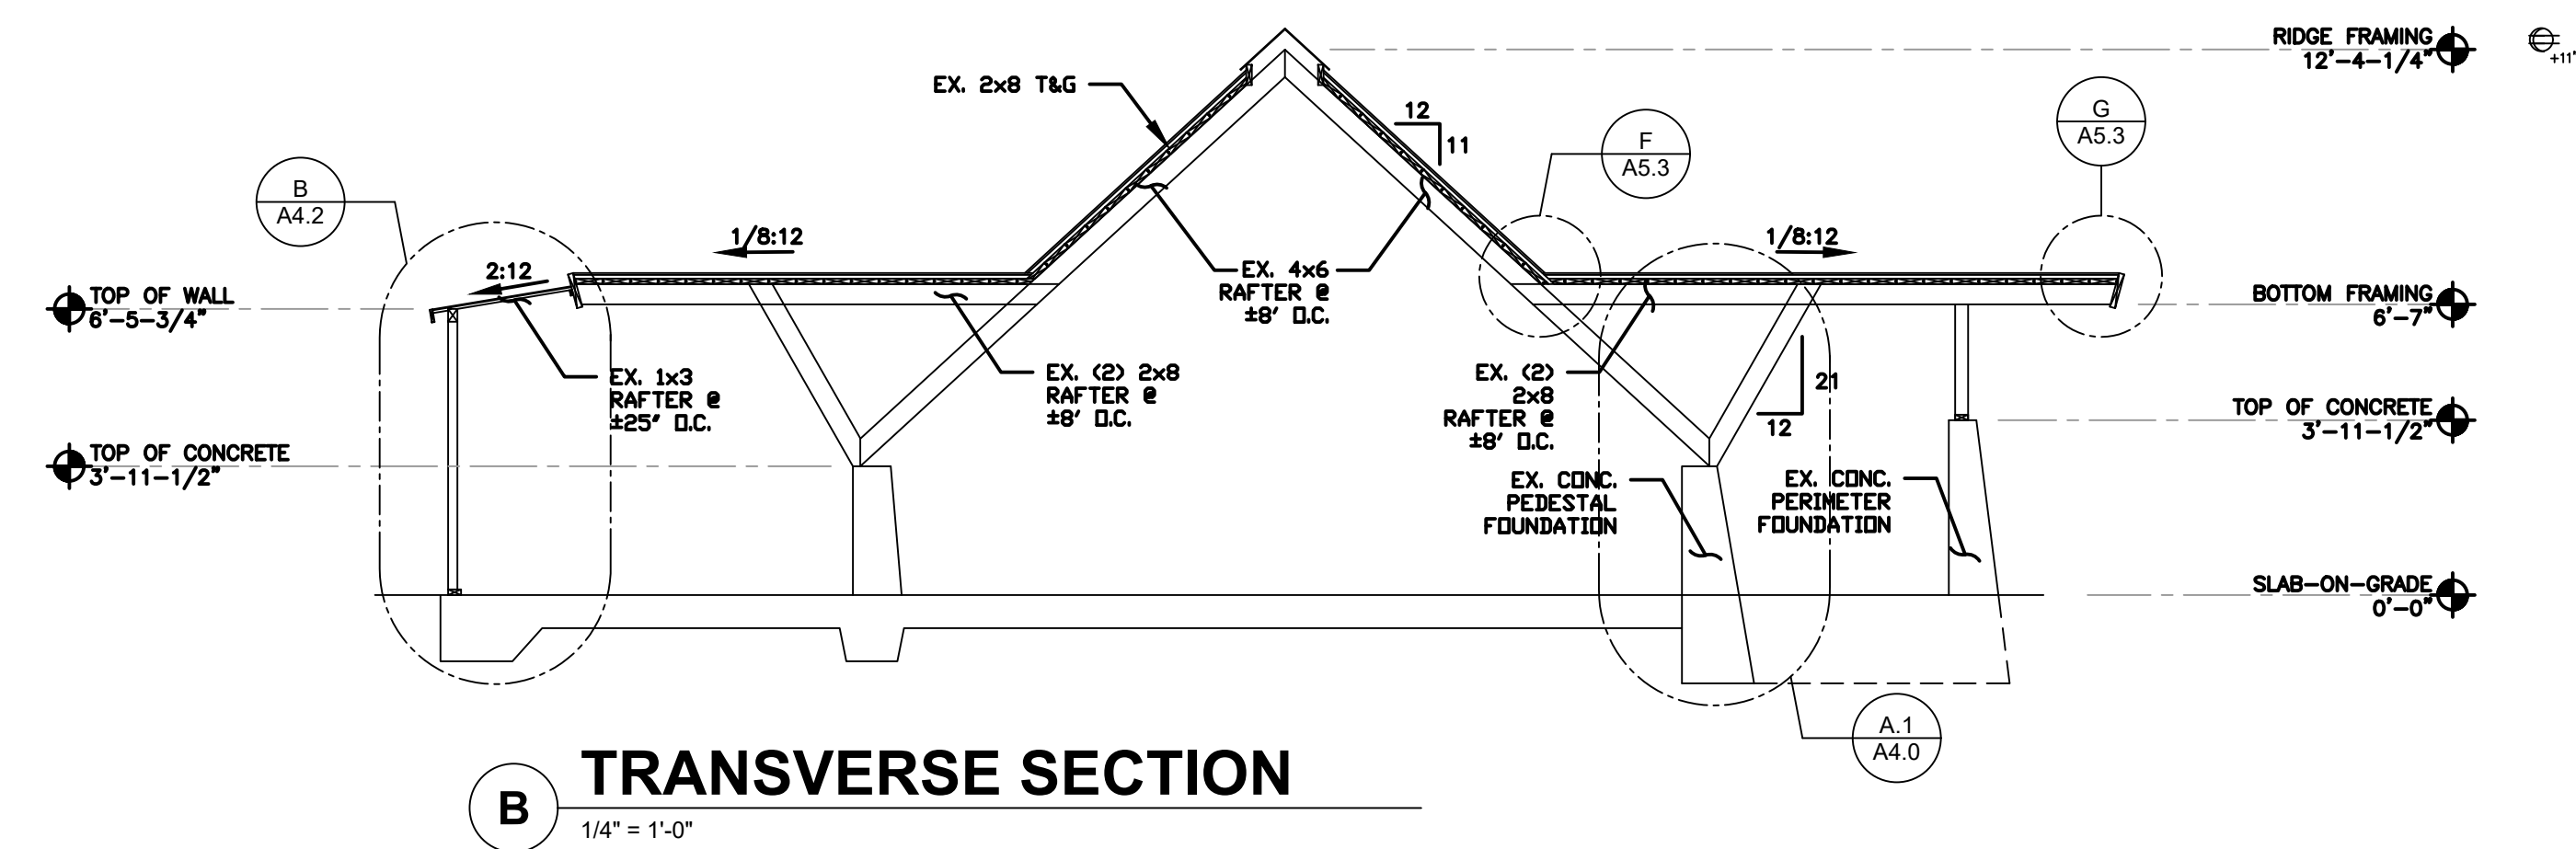 RIDGE FRAMING
12'-4-1/4"
+11'
EX. 2x8 T&G
12
11
F
A5.3
G
A5.3
B
A4.2
1/8:12
1/8:12
2:12
TOP OF WALL
6'-5-3/4"
EX. 4x6
RAFTER @
±8' O.C.
BOTTOM FRAMING
6'-7"
EX. 1x3
RAFTER @
±25" O.C.
EX. (2) 2x8
RAFTER @
±8' O.C.
EX. (2)
2x8
RAFTER @
±8' O.C.
21
12
TOP OF CONCRETE
3'-11-1/2"
TOP OF CONCRETE
3'-11-1/2"
EX. CONC.
PEDESTAL
FOUNDATION
EX. CONC.
PERIMETER
FOUNDATION
SLAB-ON-GRADE
0'-0"
A.1
A4.0
B
TRANSVERSE SECTION
1/4" = 1'-0"